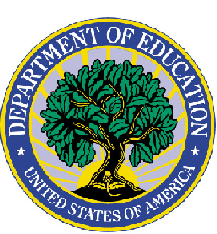 DEPARTMENT OF EDUCATION
UNITED STATES OF AMERICA